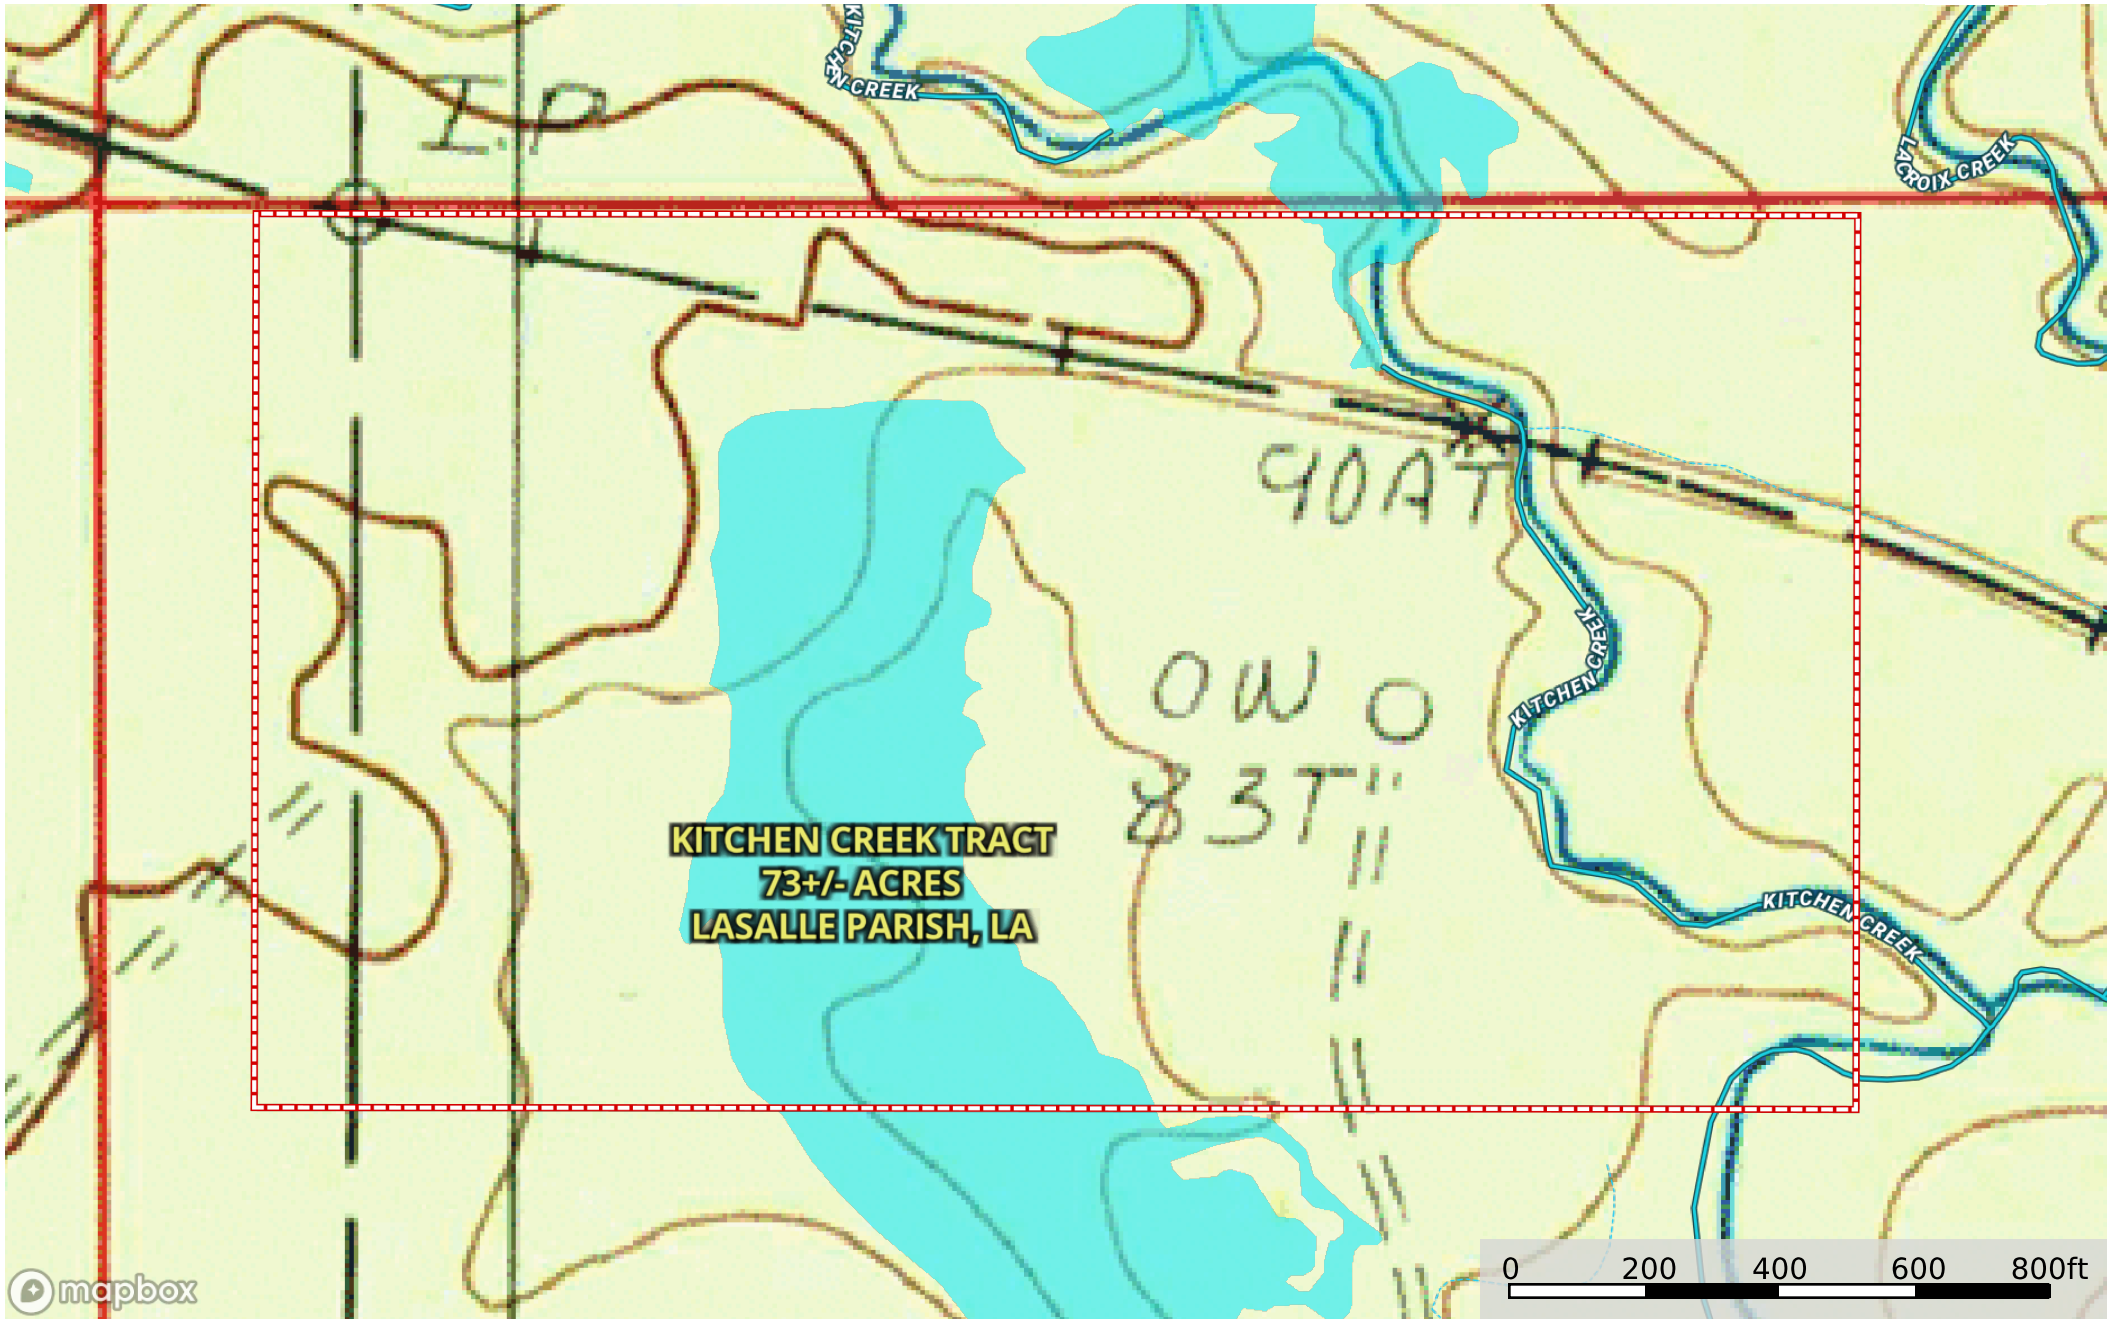 KITCHEN CREEK
I.P
LACROIX CREEK
90AT
KITCHEN CREEK
OW
83T
KITCHEN CREEK TRACT
73+/- ACRES
LASALLE PARISH, LA
KITCHEN CREEK
0 200 400 600 800ft
mapbox